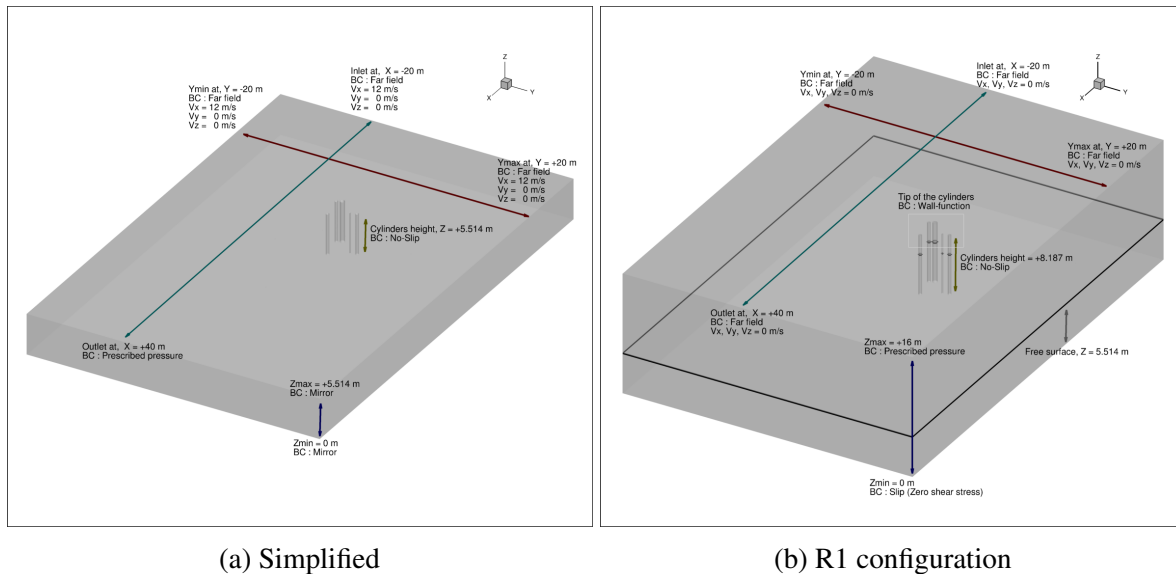 Z
X
Y
Inlet at, X = -20 m
BC : Far field
Vx = 12 m/s
Vy = 0 m/s
Vz = 0 m/s
Ymin at, Y = -20 m
BC : Far field
Vx = 12 m/s
Vy = 0 m/s
Vz = 0 m/s
Ymax at, Y = +20 m
BC : Far field
Vx = 12 m/s
Vy = 0 m/s
Vz = 0 m/s
Cylinders height, Z = +5.514 m
BC : No-Slip
Outlet at, X = +40 m
BC : Prescribed pressure
Zmax = +5.514 m
BC : Mirror
Zmin = 0 m
BC : Mirror
(a) Simplified
Z
X
Y
Inlet at, X = -20 m
BC : Far field
Vx, Vy, Vz = 0 m/s
Ymin at, Y = -20 m
BC : Far field
Vx, Vy, Vz = 0 m/s
Ymax at, Y = +20 m
BC : Far field
Vx, Vy, Vz = 0 m/s
Tip of the cylinders
BC : Wall-function
Cylinders height = +8.187 m
BC : No-Slip
Outlet at, X = +40 m
BC : Far field
Vx, Vy, Vz = 0 m/s
Zmax = +16 m
BC : Prescribed pressure
Free surface, Z = 5.514 m
Zmin = 0 m
BC : Slip (Zero shear stress)
(b) R1 configuration